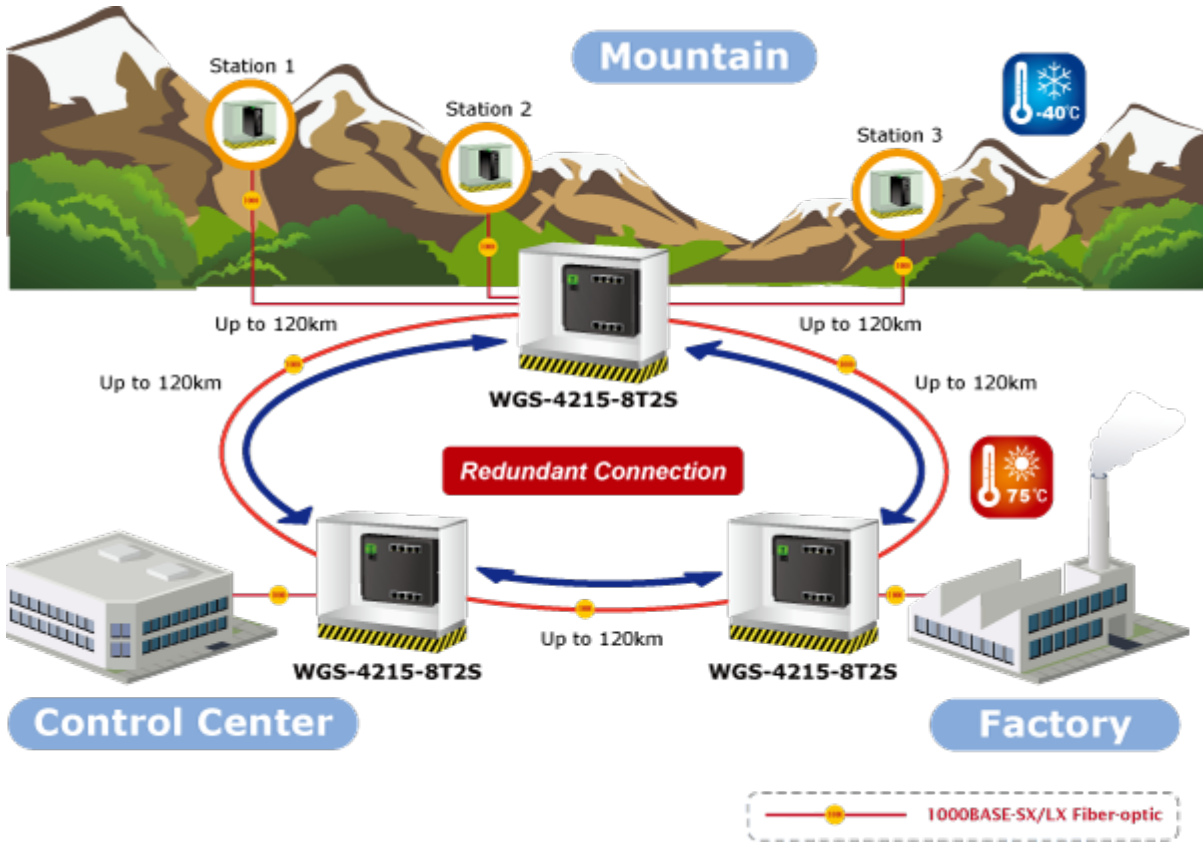 Mountain
Station 1
Station 2
Station 3
-40°C
Up to 120km
Up to 120km
Up to 120km
Up to 120km
WGS-4215-8T2S
Redundant Connection
75°C
Up to 120km
WGS-4215-8T2S
WGS-4215-8T2S
Control Center
Factory
1000BASE-SX/LX Fiber-optic